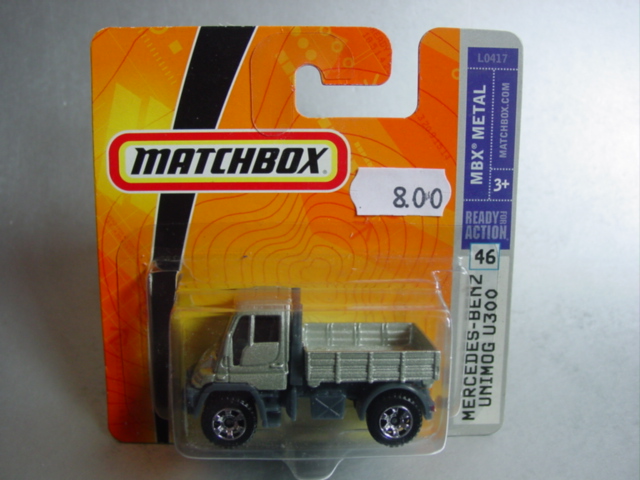 MATCHBOX
8.00
L0417
MBX® METAL
MATCHBOX.COM
3+
READY FOR ACTION.
46
MERCEDES-BENZ
UNIMOG U300